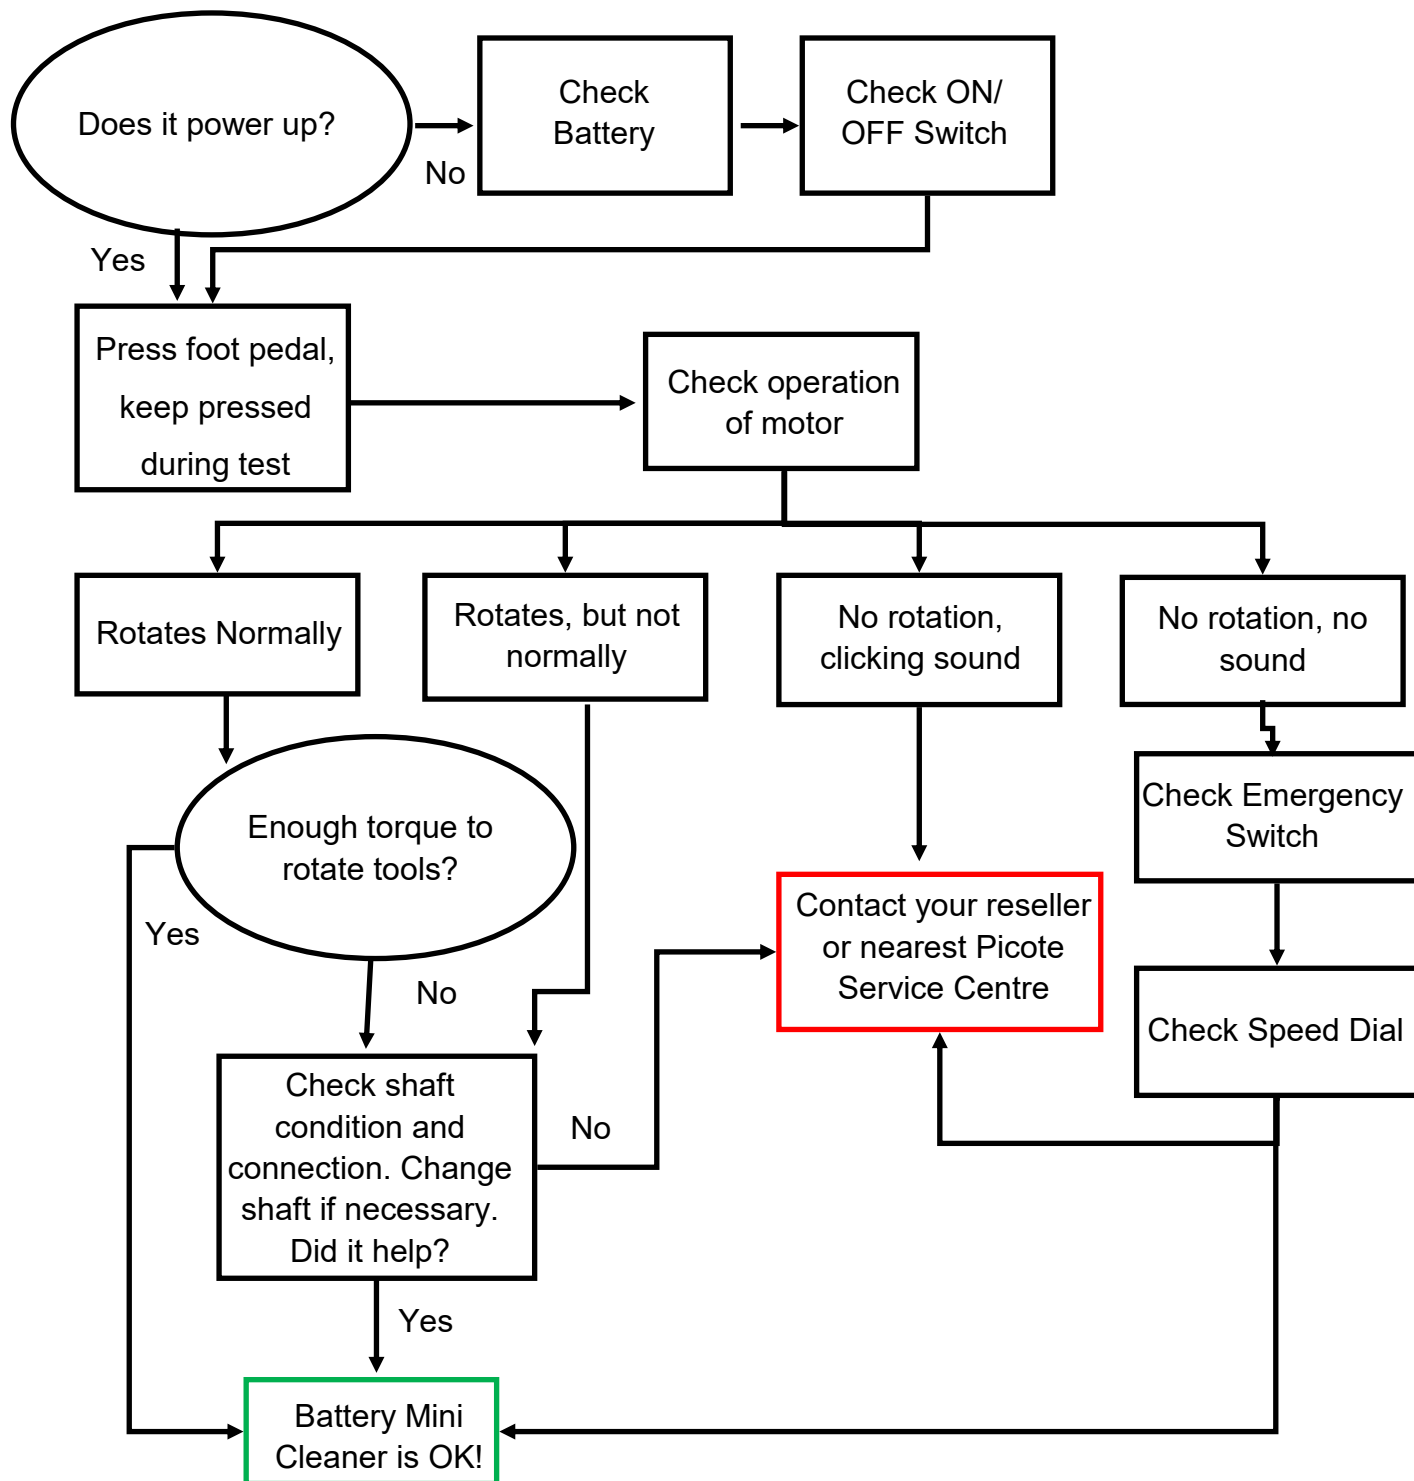 Does it power up?
No
Check
Battery
Check ON/
OFF Switch
Yes
Press foot pedal,
keep pressed
during test
Check operation
of motor
Rotates Normally
Rotates, but not
normally
No rotation,
clicking sound
No rotation, no
sound
Enough torque to
rotate tools?
Yes
No
Check Emergency
Switch
Contact your reseller
or nearest Picote
Service Centre
Check Speed Dial
Check shaft
condition and
connection. Change
shaft if necessary.
Did it help?
No
Yes
Battery Mini
Cleaner is OK!